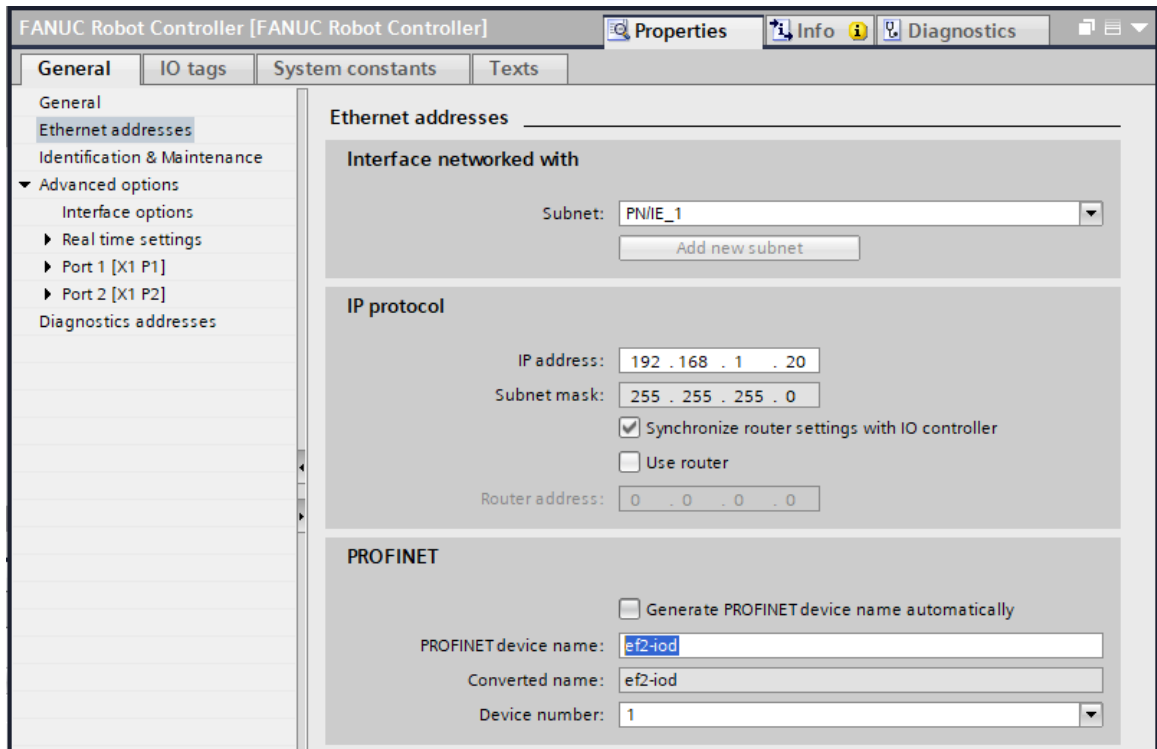 FANUC Robot Controller [FANUC Robot Controller]
Properties
Info
Diagnostics
General
IO tags
System constants
Texts
General
Ethernet addresses
Identification & Maintenance
Advanced options
Interface options
Real time settings
Port 1 [X1 P1]
Port 2 [X1 P2]
Diagnostics addresses
Ethernet addresses
Interface networked with
Subnet: PN/IE_1
Add new subnet
IP protocol
IP address: 192 . 168 . 1 . 20
Subnet mask: 255 . 255 . 255 . 0
Synchronize router settings with IO controller
Use router
Router address: 0 . 0 . 0 . 0
PROFINET
Generate PROFINET device name automatically
PROFINET device name: ef2-iod
Converted name: ef2-iod
Device number: 1